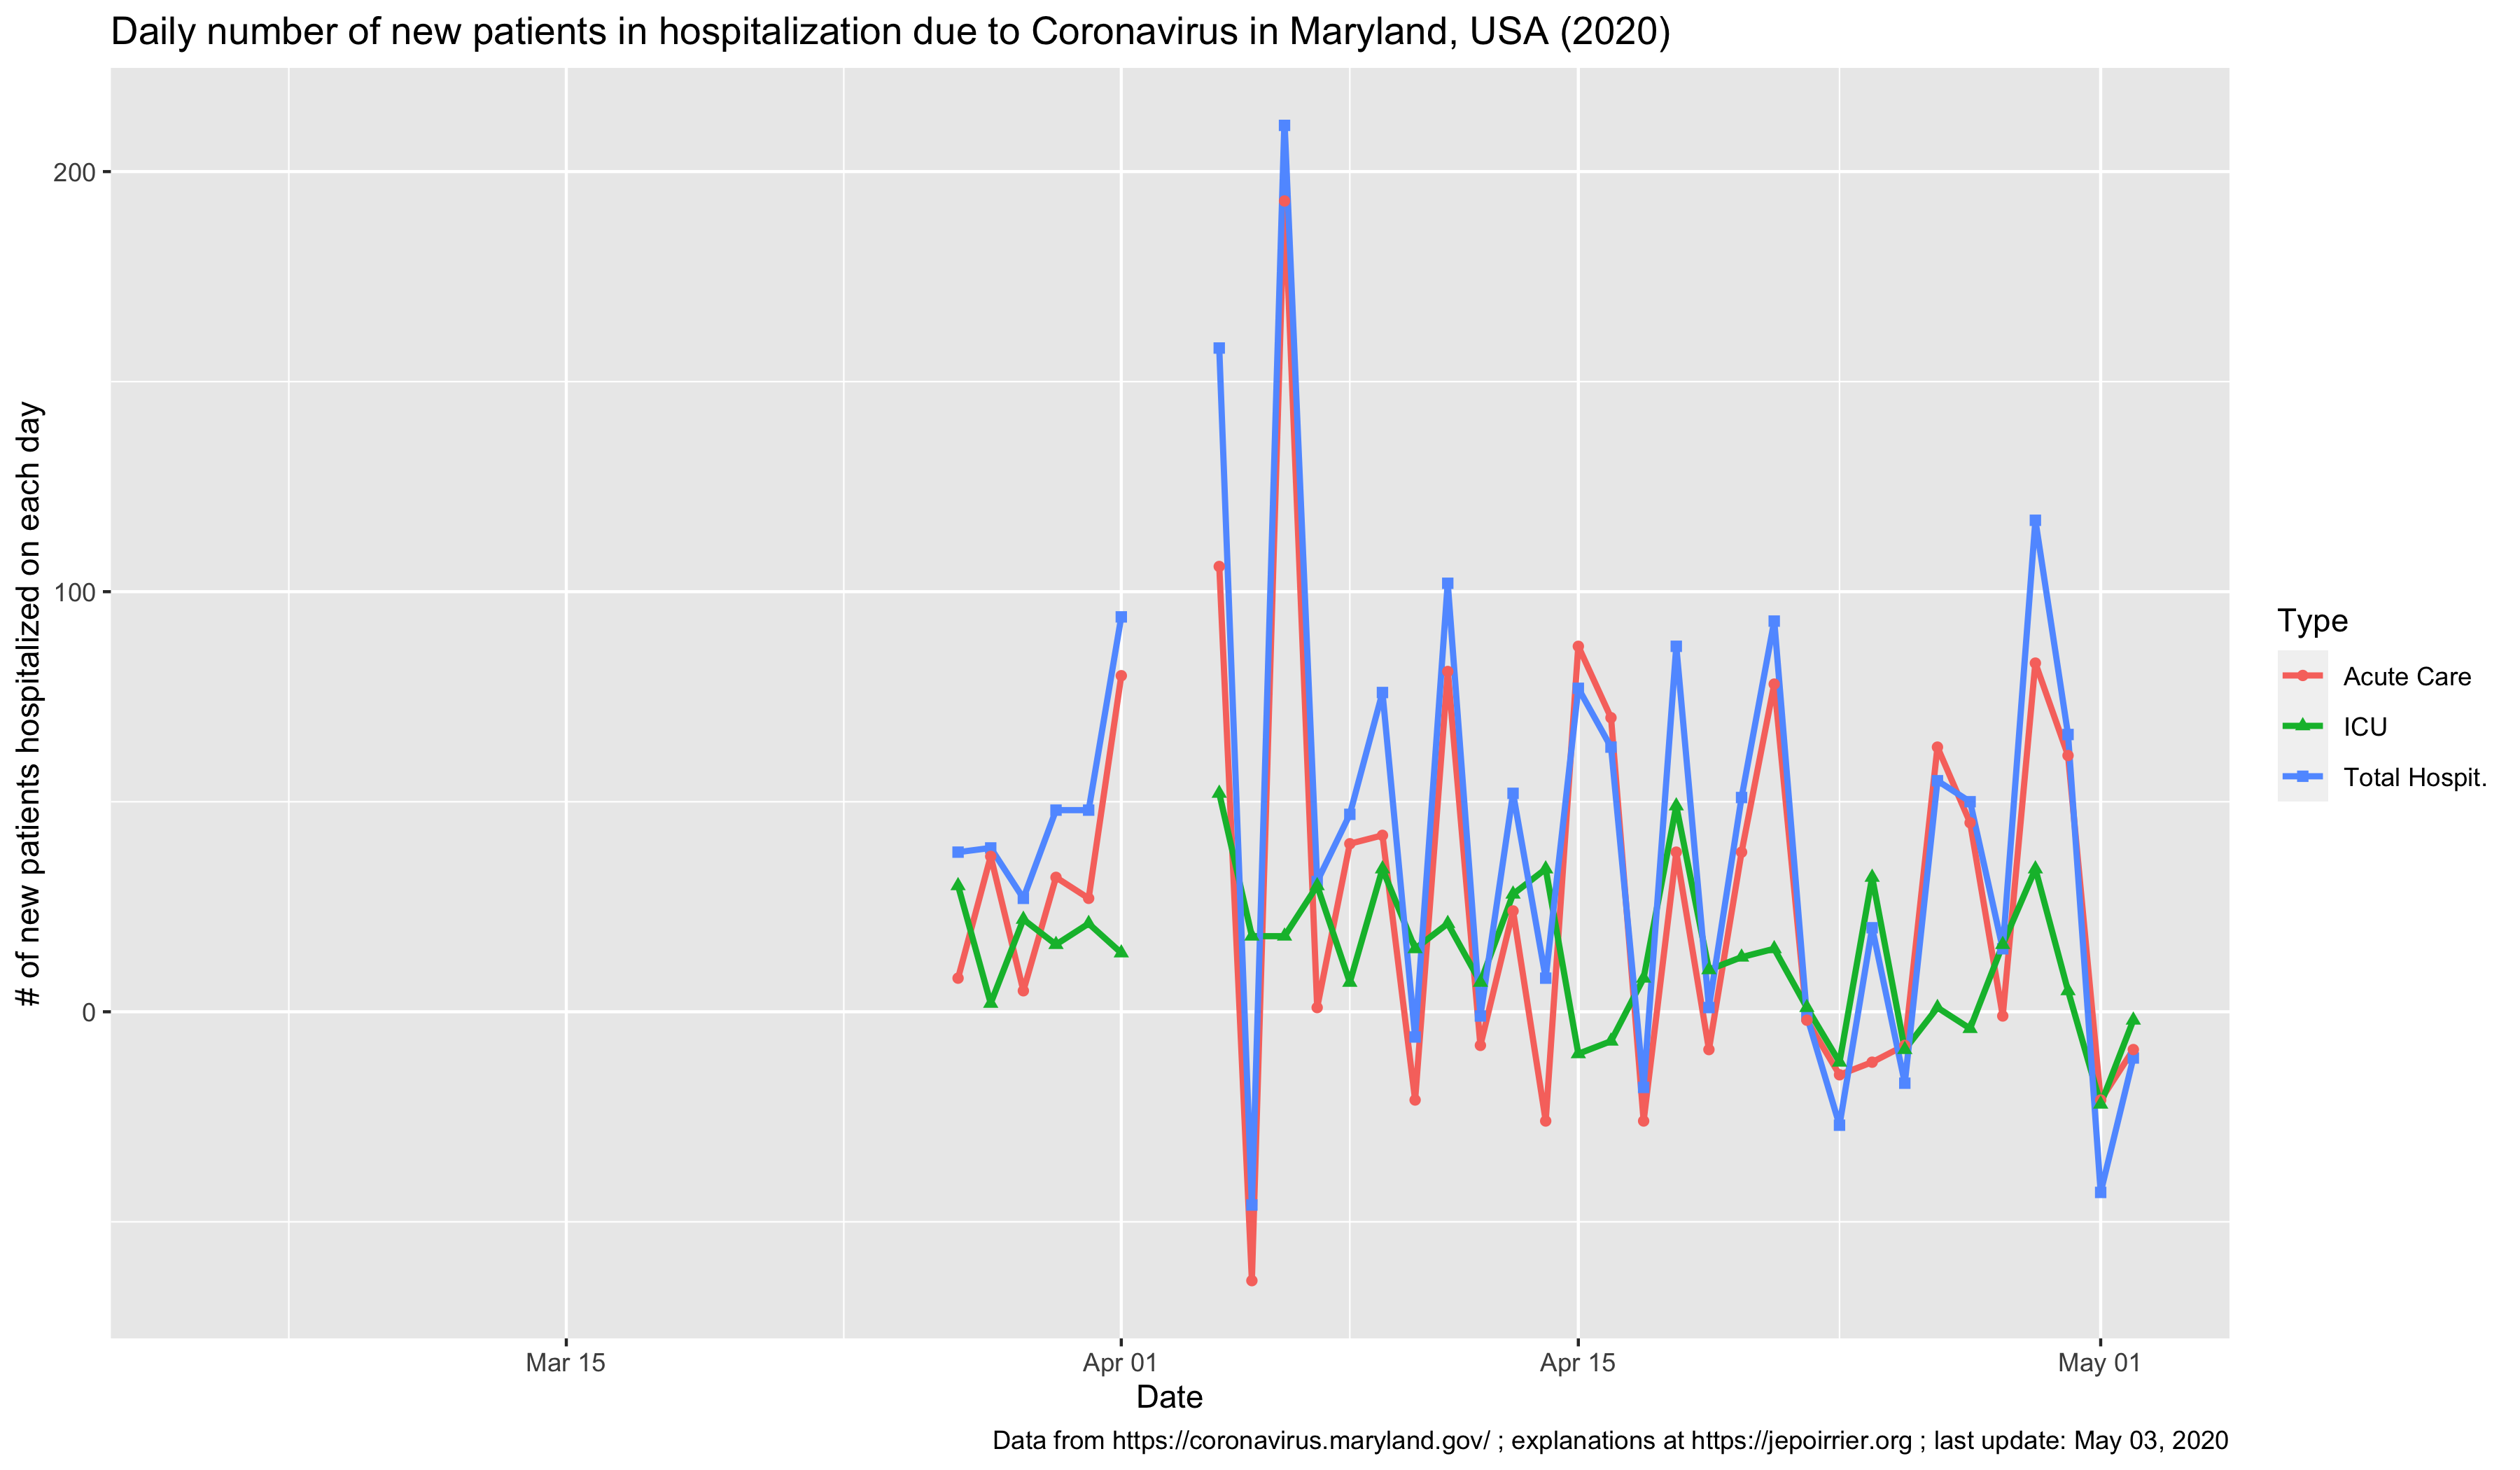 Daily number of new patients in hospitalization due to Coronavirus in Maryland, USA (2020)
# of new patients hospitalized on each day
200
100
0
Mar 15
Apr 01
Apr 15
May 01
Date
Type
Acute Care
ICU
Total Hospit.
Data from https://coronavirus.maryland.gov/ ; explanations at https://jepoirrier.org ; last update: May 03, 2020